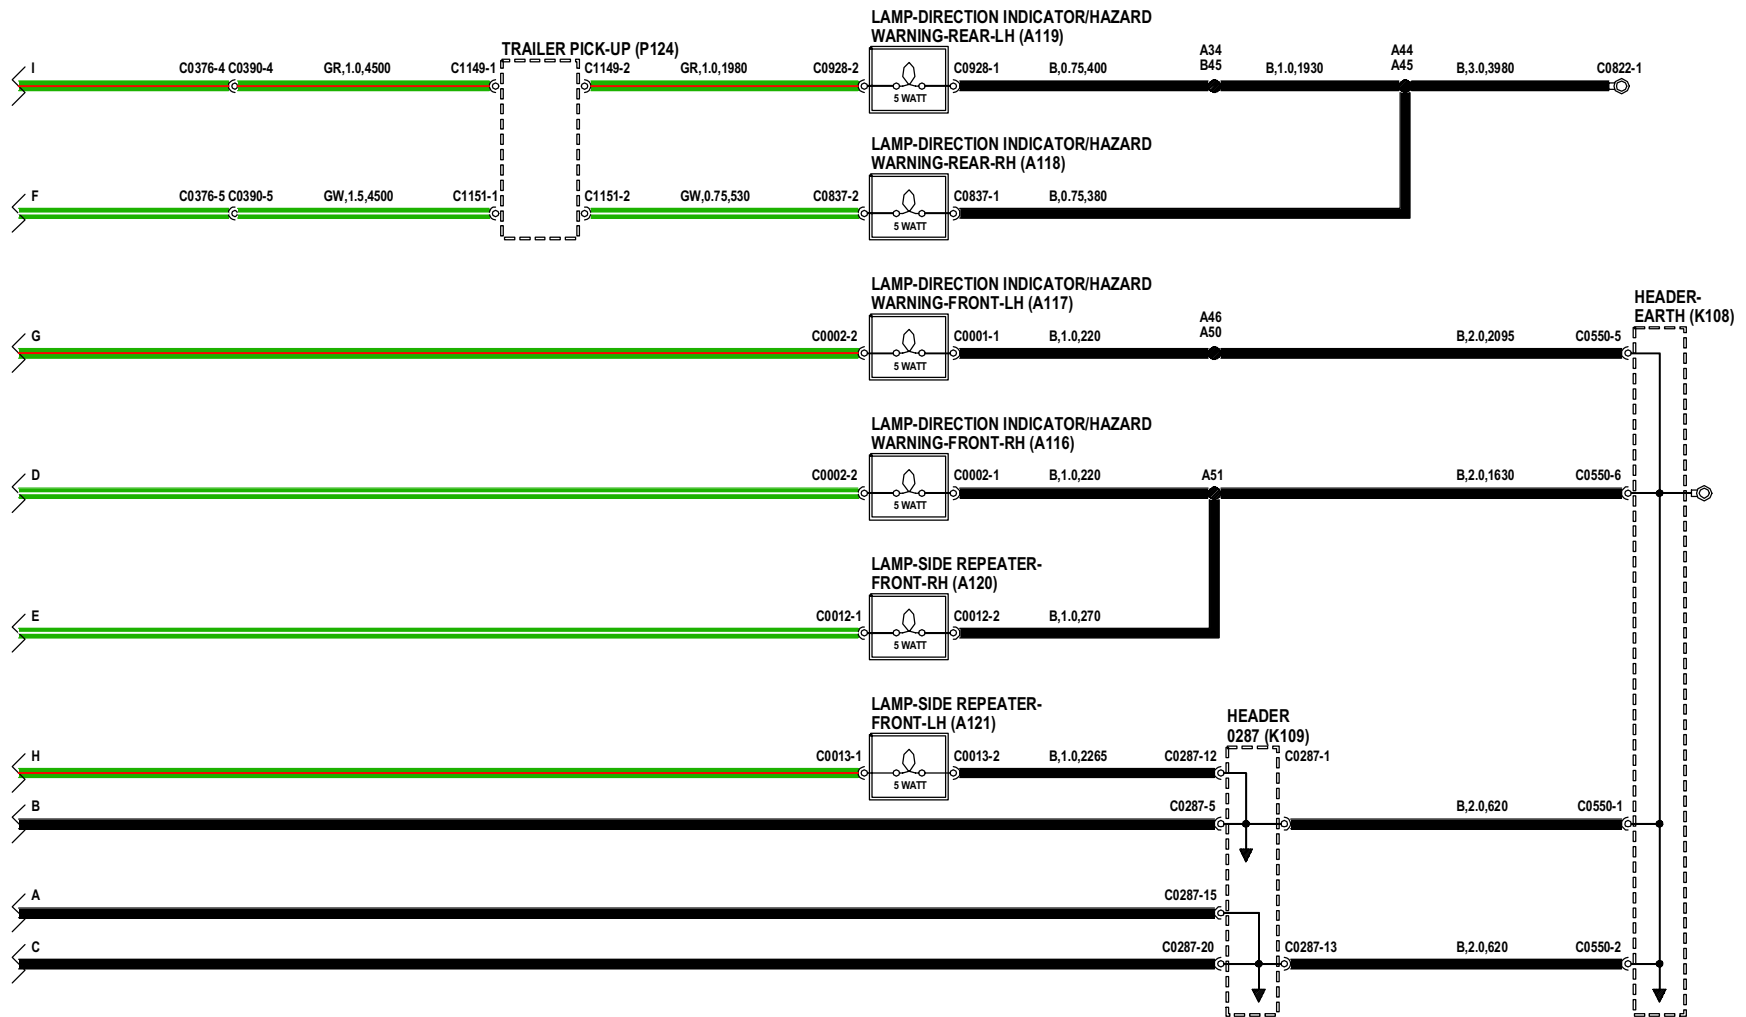 LAMP-DIRECTION INDICATOR/HAZARD
WARNING-REAR-LH (A119)
TRAILER PICK-UP (P124)
A34
B45
A44
A45
I
C0376-4 C0390-4
GR,1.0,4500
C1149-1
C1149-2
GR,1.0,1980
C0928-2
C0928-1
B,0.75,400
B,1.0,1930
B,3.0,3980
C0822-1
5 WATT
LAMP-DIRECTION INDICATOR/HAZARD
WARNING-REAR-RH (A118)
F
C0376-5 C0390-5
GW,1.5,4500
C1151-1
C1151-2
GW,0.75,530
C0837-2
C0837-1
B,0.75,380
5 WATT
LAMP-DIRECTION INDICATOR/HAZARD
WARNING-FRONT-LH (A117)
HEADER-
EARTH (K108)
A46
A50
G
C0002-2
C0001-1
B,1.0,220
B,2.0,2095
C0550-5
5 WATT
LAMP-DIRECTION INDICATOR/HAZARD
WARNING-FRONT-RH (A116)
D
C0002-2
C0002-1
B,1.0,220
A51
B,2.0,1630
C0550-6
5 WATT
LAMP-SIDE REPEATER-
FRONT-RH (A120)
E
C0012-1
C0012-2
B,1.0,270
5 WATT
LAMP-SIDE REPEATER-
FRONT-LH (A121)
HEADER
0287 (K109)
H
C0013-1
C0013-2
B,1.0,2265
C0287-12
C0287-1
5 WATT
B
C0287-5
B,2.0,620
C0550-1
A
C0287-15
C
C0287-20
C0287-13
B,2.0,620
C0550-2